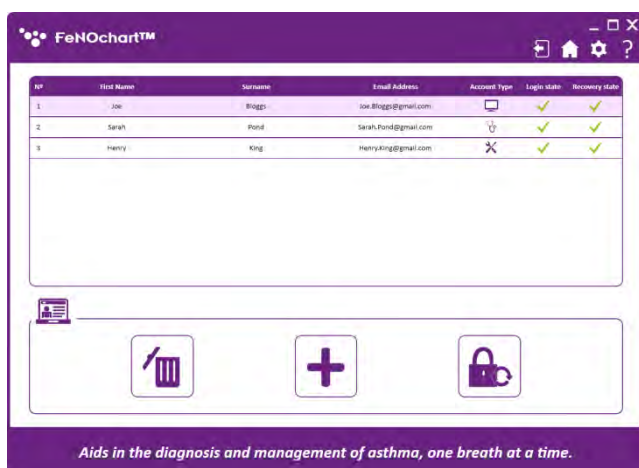 FeNOchart™
Nº First Name Surname Email Address Account Type Login state Recovery state
1 Joe Bloggs Joe.Bloggs@gmail.com
2 Sarah Pond Sarah.Pond@gmail.com
3 Henry King Henry.King@gmail.com
Aids in the diagnosis and management of asthma, one breath at a time.